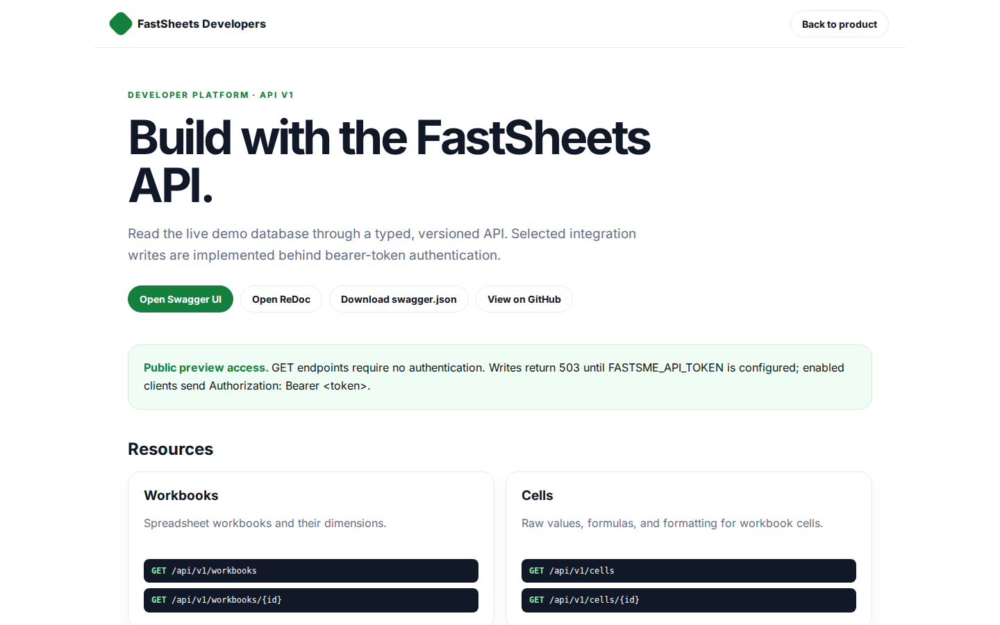 FastSheets Developers
Back to product
DEVELOPER PLATFORM · API V1
Build with the FastSheets
API.
Read the live demo database through a typed, versioned API. Selected integration
writes are implemented behind bearer-token authentication.
Open Swagger UI
Open ReDoc
Download swagger.json
View on GitHub
Public preview access. GET endpoints require no authentication. Writes return 503 until FASTSME_API_TOKEN is configured; enabled
clients send Authorization: Bearer <token>.
Resources
Workbooks
Spreadsheet workbooks and their dimensions.
GET /api/v1/workbooks
GET /api/v1/workbooks/{id}
Cells
Raw values, formulas, and formatting for workbook cells.
GET /api/v1/cells
GET /api/v1/cells/{id}